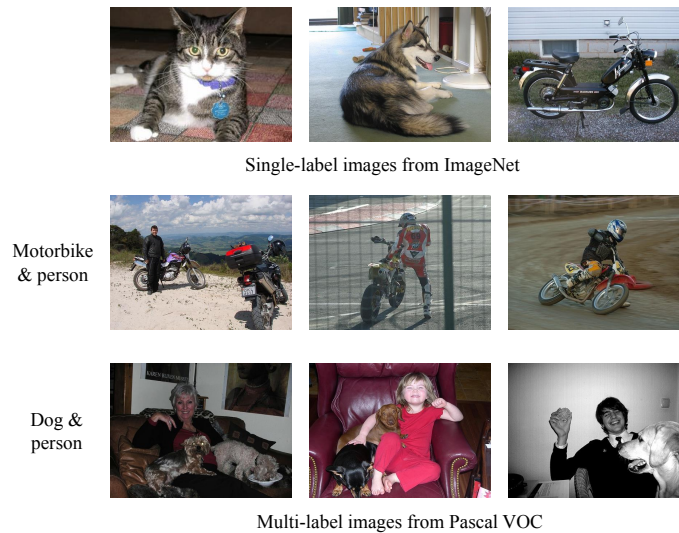 Single-label images from ImageNet
Motorbike
& person
Dog &
person
Multi-label images from Pascal VOC